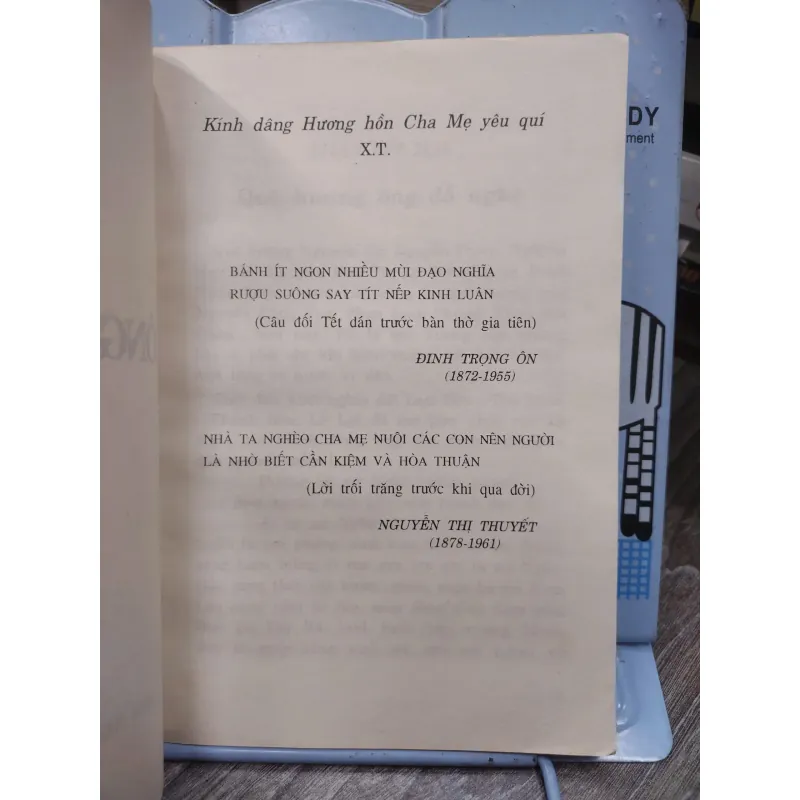 Kính dâng Hương hồn Cha Mẹ yêu quí
X.T.
BÁNH ÍT NGON NHIỀU MÙI ĐẠO NGHĨA
RƯỢU SUÔNG SAY TÍT NẾP KINH LUÂN
(Câu đối Tết dán trước bàn thờ gia tiên)
ĐINH TRỌNG ÔN
(1872-1955)
NHÀ TA NGHÈO CHA MẸ NUÔI CÁC CON NÊN NGƯỜI
LÀ NHỜ BIẾT CẦN KIỆM VÀ HÒA THUẬN
(Lời trối trăng trước khi qua đời)
NGUYỄN THỊ THUYẾT
(1878-1961)
DY
ment